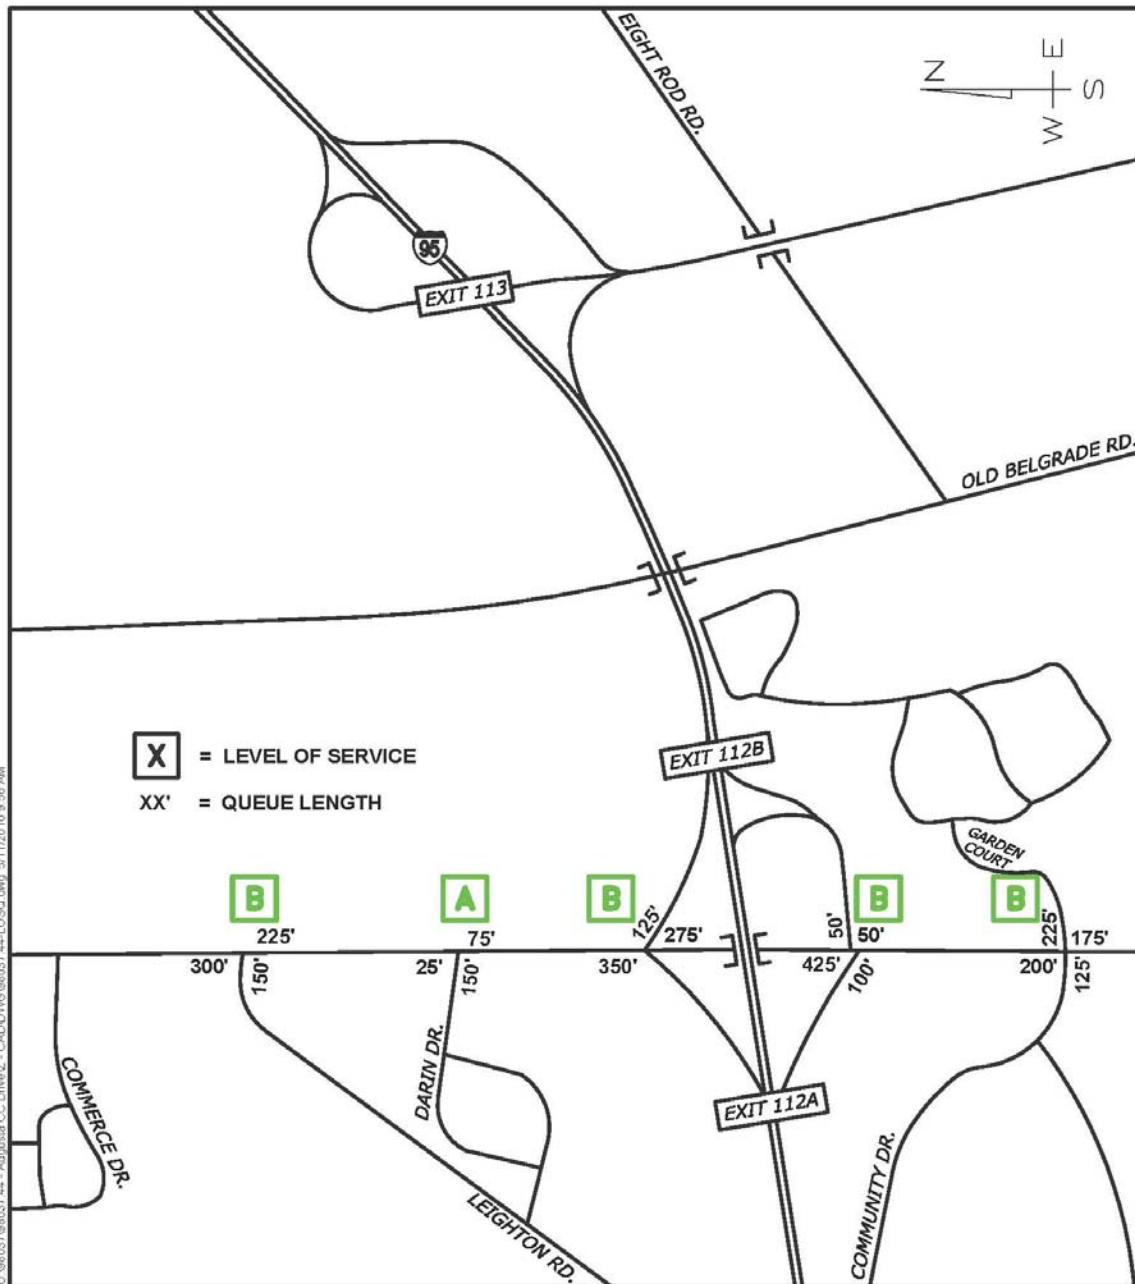 EIGHT ROD RD.
N
E
W
S
95
EXIT 113
OLD BELGRADE RD.
EXIT 112B
X = LEVEL OF SERVICE
XX' = QUEUE LENGTH
GARDEN
COURT
B
A
B
B
B
225'
75'
125'
275'
50'
50'
225'
175'
300'
150'
25'
150'
350'
425'
100'
200'
125'
COMMERCE DR.
DARIN DR.
EXIT 112A
LEIGHTON RD.
COMMUNITY DR.